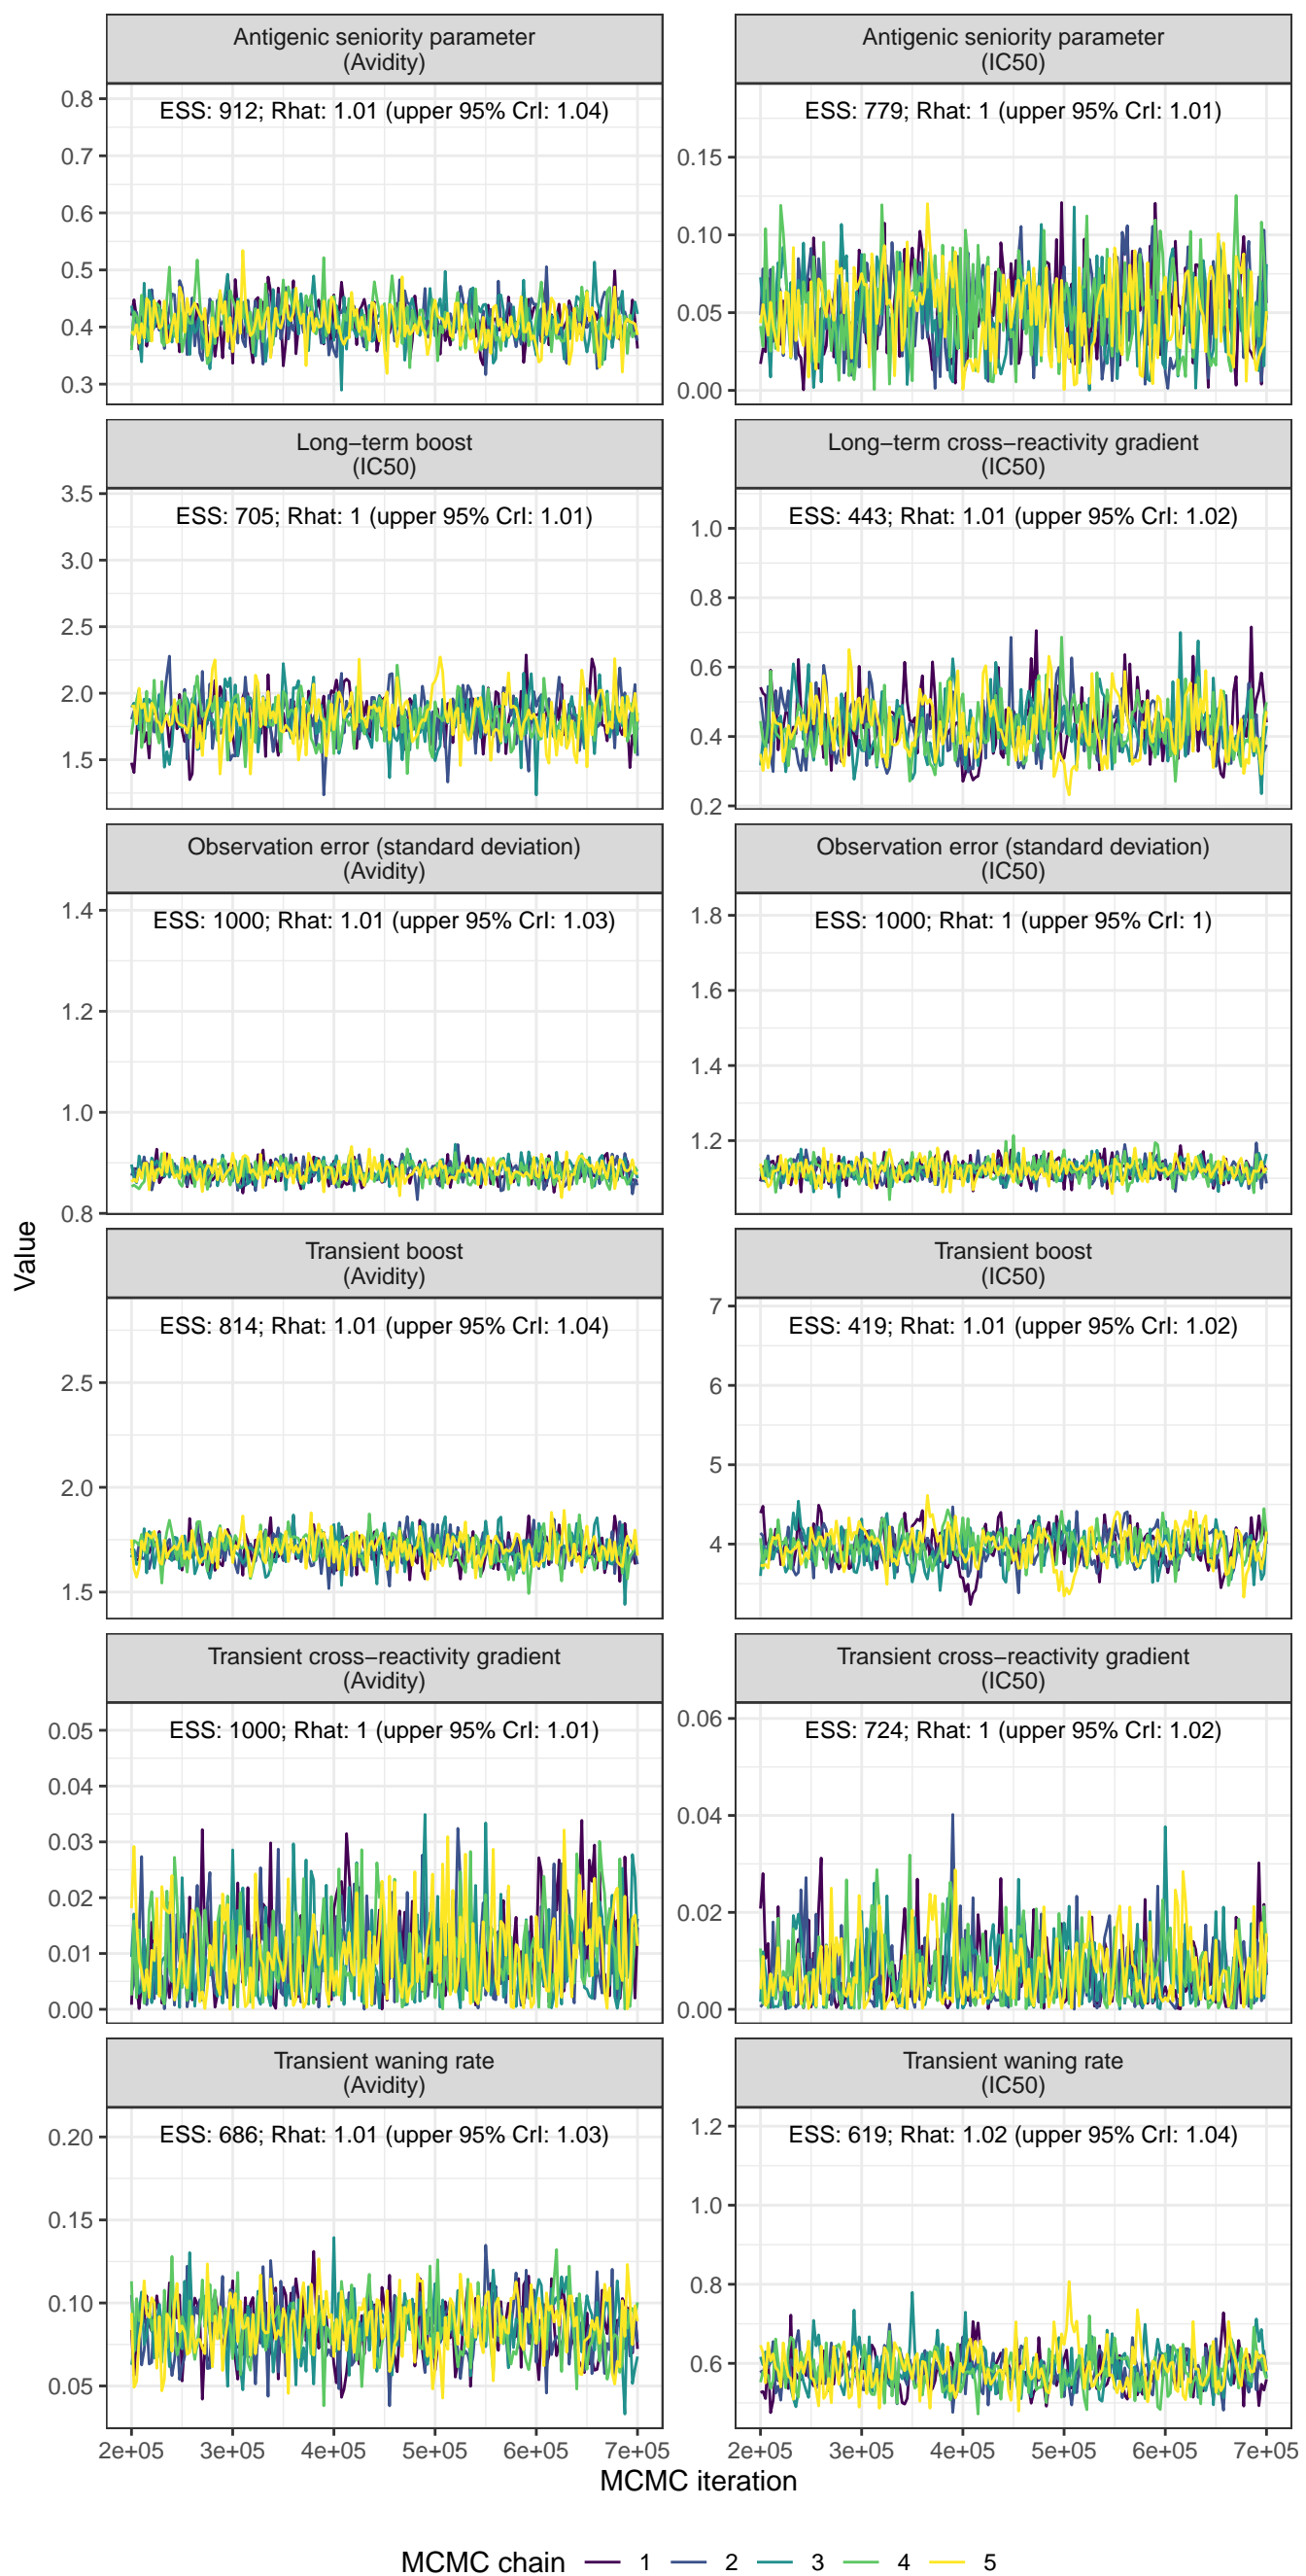 Antigenic seniority parameter
(Avidity)
ESS: 912; Rhat: 1.01 (upper 95% CrI: 1.04)
0.8
0.7
0.6
0.5
0.4
0.3
Antigenic seniority parameter
(IC50)
ESS: 779; Rhat: 1 (upper 95% CrI: 1.01)
0.15
0.10
0.05
0.00
Long−term boost
(IC50)
ESS: 705; Rhat: 1 (upper 95% CrI: 1.01)
3.5
3.0
2.5
2.0
1.5
Long−term cross−reactivity gradient
(IC50)
ESS: 443; Rhat: 1.01 (upper 95% CrI: 1.02)
1.0
0.8
0.6
0.4
0.2
Observation error (standard deviation)
(Avidity)
ESS: 1000; Rhat: 1.01 (upper 95% CrI: 1.03)
1.4
1.2
1.0
0.8
Observation error (standard deviation)
(IC50)
ESS: 1000; Rhat: 1 (upper 95% CrI: 1)
1.8
1.6
1.4
1.2
Value
Transient boost
(Avidity)
ESS: 814; Rhat: 1.01 (upper 95% CrI: 1.04)
2.5
2.0
1.5
Transient boost
(IC50)
ESS: 419; Rhat: 1.01 (upper 95% CrI: 1.02)
7
6
5
4
Transient cross−reactivity gradient
(Avidity)
ESS: 1000; Rhat: 1 (upper 95% CrI: 1.01)
0.05
0.04
0.03
0.02
0.01
0.00
Transient cross−reactivity gradient
(IC50)
ESS: 724; Rhat: 1 (upper 95% CrI: 1.02)
0.06
0.04
0.02
0.00
Transient waning rate
(Avidity)
ESS: 686; Rhat: 1.01 (upper 95% CrI: 1.03)
0.20
0.15
0.10
0.05
Transient waning rate
(IC50)
ESS: 619; Rhat: 1.02 (upper 95% CrI: 1.04)
1.2
1.0
0.8
0.6
2e+05 3e+05 4e+05 5e+05 6e+05 7e+05
2e+05 3e+05 4e+05 5e+05 6e+05 7e+05
MCMC iteration
MCMC chain 1 2 3 4 5